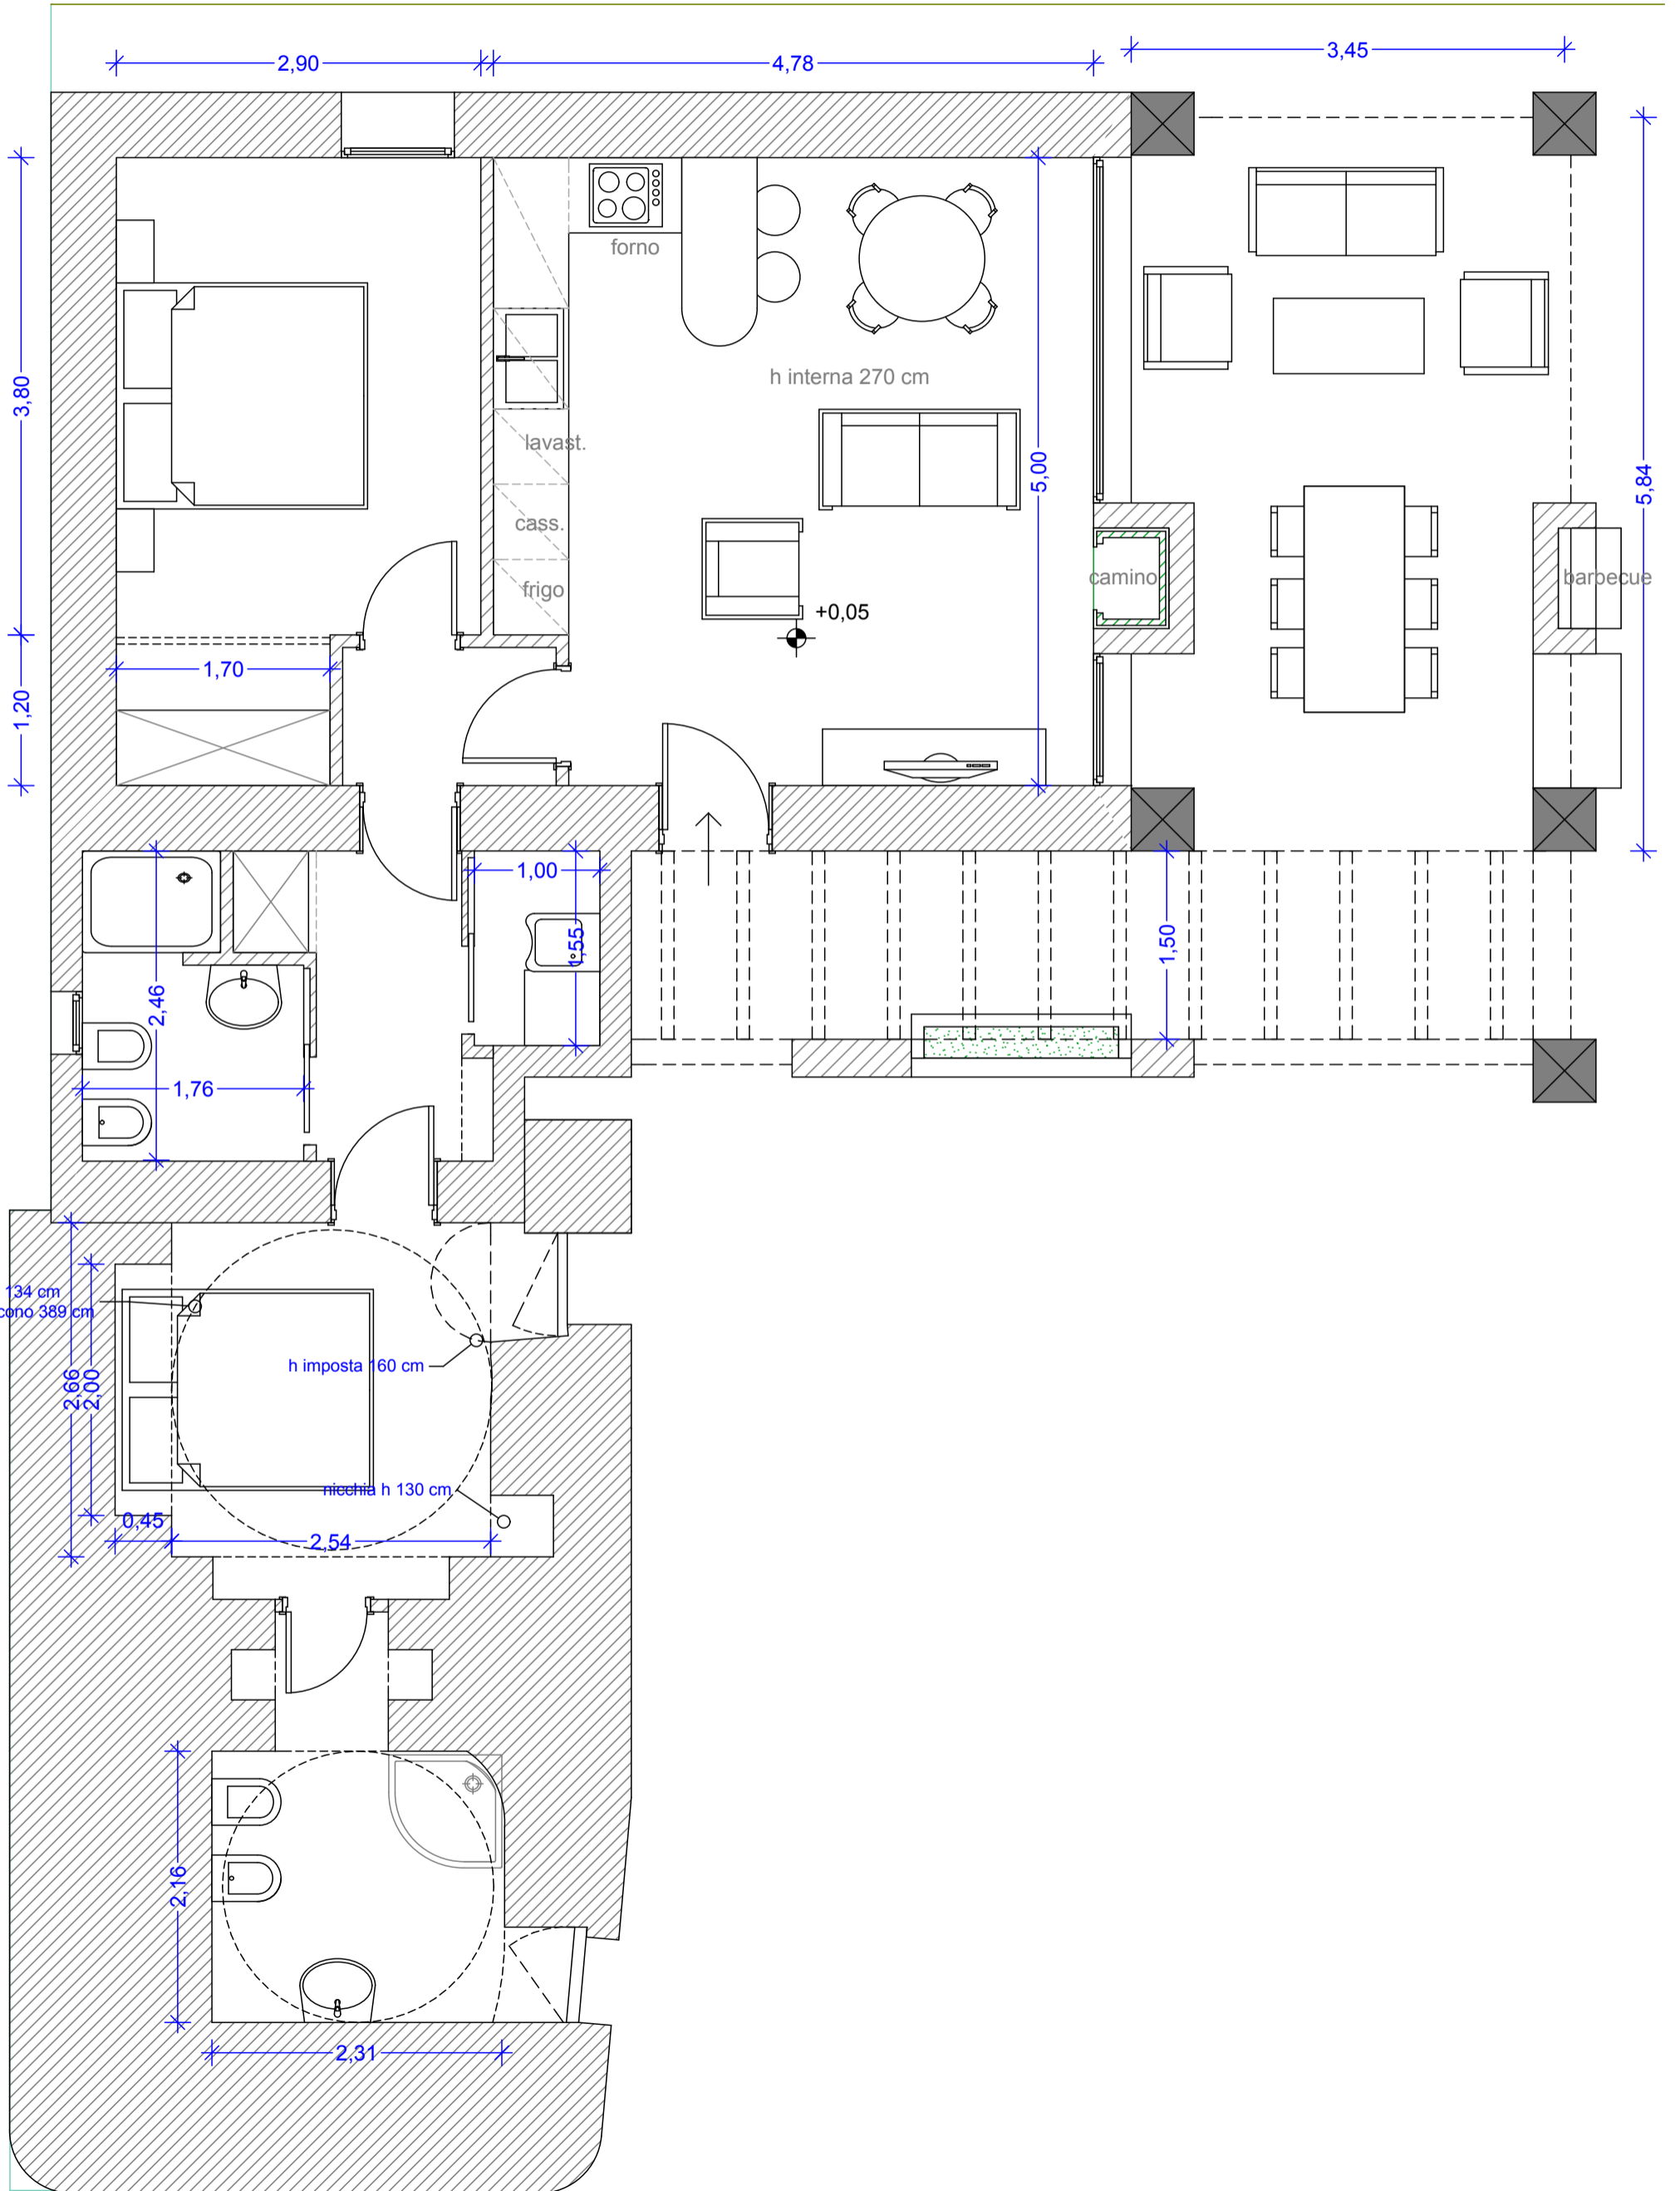 2,90
4,78
3,45
forno
h interna 270 cm
3,80
lavast.
5,00
5,84
cass.
camino
barbecue
frigo
+0,05
1,70
1,20
1,00
1,55
1,50
2,46
1,76
134 cm
cono 389 cm
h imposta 160 cm
2,66
2,00
nicchia h 130 cm
0,45
2,54
2,16
2,31